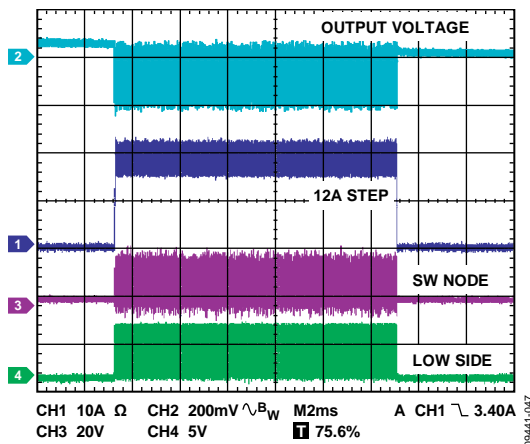 OUTPUT VOLTAGE
2
12A STEP
1
SW NODE
3
LOW SIDE
4
CH1 10A Ω CH2 200mV ∿BW M2ms A CH1 ㄟ 3.40A
CH3 20V CH4 5V T 75.6%